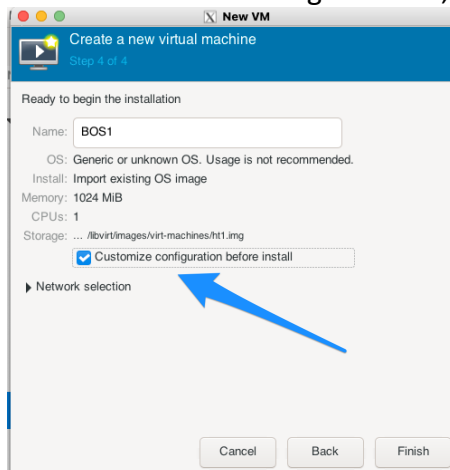 New VM
Create a new virtual machine
Step 4 of 4
Ready to begin the installation
Name: BOS1
OS: Generic or unknown OS. Usage is not recommended.
Install: Import existing OS image
Memory: 1024 MiB
CPUs: 1
Storage: ... /libvirt/images/virt-machines/ht1.img
Customize configuration before install
Network selection
Cancel Back Finish